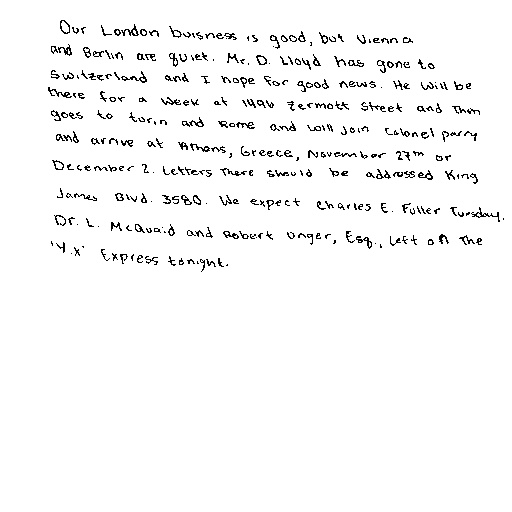 Our London buisness is good, but Vienna
and Berlin are quiet. Mr. D. Lloyd has gone to
Switzerland and I hope for good news. He will be
there for a week at 1496 Zermott Street and then
goes to turin and Rome and will join Colonel parry
and arrive at Athens, Greece, November 27th or
December 2. Letters there should be addressed King
James Blvd. 3580. We expect Charles E. Fuller Tuesday.
Dr. L. McQuaid and Robert Unger, Esq., left on the
'Y.X' Express tonight.